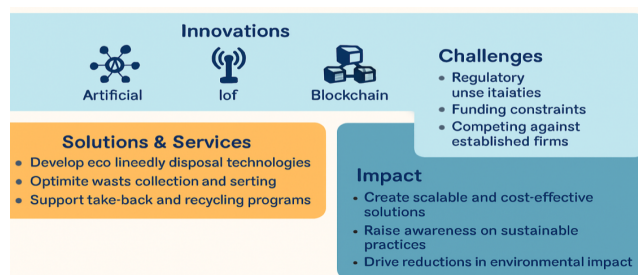 Innovations
Artificial
Iof
Blockchain
Challenges
• Regulatory
unse itaiaties
• Funding constraints
• Competing against
established firms
Solutions & Services
• Develop eco lineedly disposal technologies
• Optimite wasts collection and serting
• Support take-back and recycling programs
Impact
• Create scalable and cost-effective
solutions
• Raise awareness on sustainable
practices
• Drive reductions in environmental impact